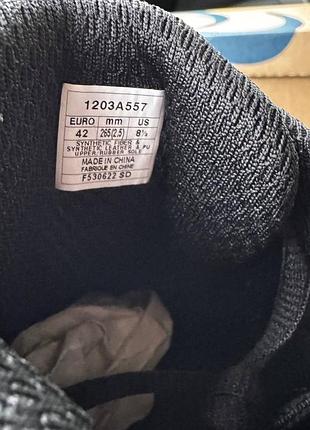 1203A557
EURO mm US
42 265(2.5) 8½
SYNTHETIC FIBER &
SYNTHETIC LEATHER & PU
UPPER/RUBBER SOLE
MADE IN CHINA
FABRIQUE EN CHINE
F530622 SD